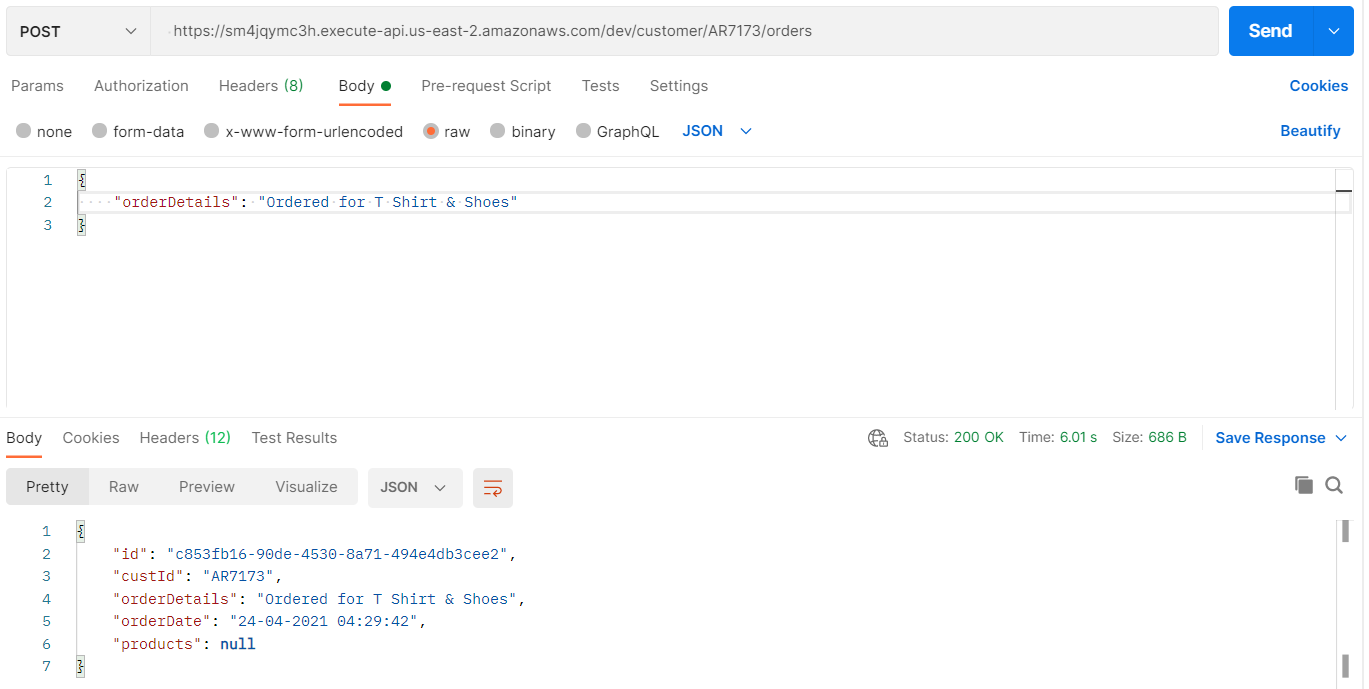 POST https://sm4jqymc3h.execute-api.us-east-2.amazonaws.com/dev/customer/AR7173/orders Send
Params Authorization Headers (8) Body Pre-request Script Tests Settings Cookies
none form-data x-www-form-urlencoded raw binary GraphQL JSON Beautify
1 {
2 "orderDetails": "Ordered for T Shirt & Shoes"
3 }
Body Cookies Headers (12) Test Results Status: 200 OK Time: 6.01 s Size: 686 B Save Response
Pretty Raw Preview Visualize JSON
1 {
2 "id": "c853fb16-90de-4530-8a71-494e4db3cee2",
3 "custId": "AR7173",
4 "orderDetails": "Ordered for T Shirt & Shoes",
5 "orderDate": "24-04-2021 04:29:42",
6 "products": null
7 }